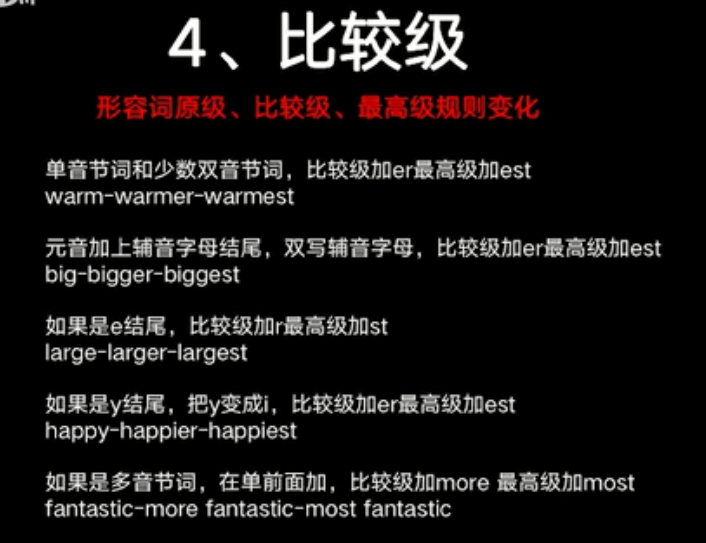 4、比较级
形容词原级、比较级、最高级规则变化
单音节词和少数双音节词，比较级加er最高级加est
warm-warmer-warmest
元音加上辅音字母结尾，双写辅音字母，比较级加er最高级加est
big-bigger-biggest
如果是e结尾，比较级加r最高级加st
large-larger-largest
如果是y结尾，把y变成i，比较级加er最高级加est
happy-happier-happiest
如果是多音节词，在单前面加，比较级加more 最高级加most
fantastic-more fantastic-most fantastic